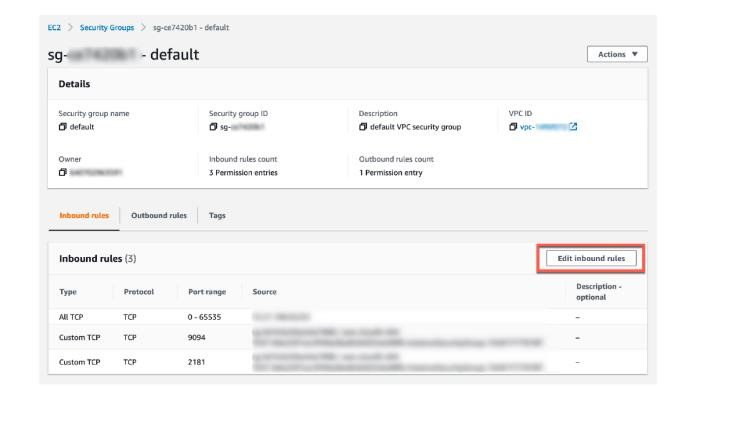 EC2 > Security Groups > sg-ce7420b1 - default
sg- - default
Actions
Details
Security group name Security group ID Description VPC ID
default sg- default VPC security group vpc-
Owner Inbound rules count Outbound rules count
3 Permission entries 1 Permission entry
Inbound rules Outbound rules Tags
Inbound rules (3) Edit inbound rules
Type Protocol Port range Source Description - optional
All TCP TCP 0 - 65535 –
Custom TCP TCP 9094 –
Custom TCP TCP 2181 –